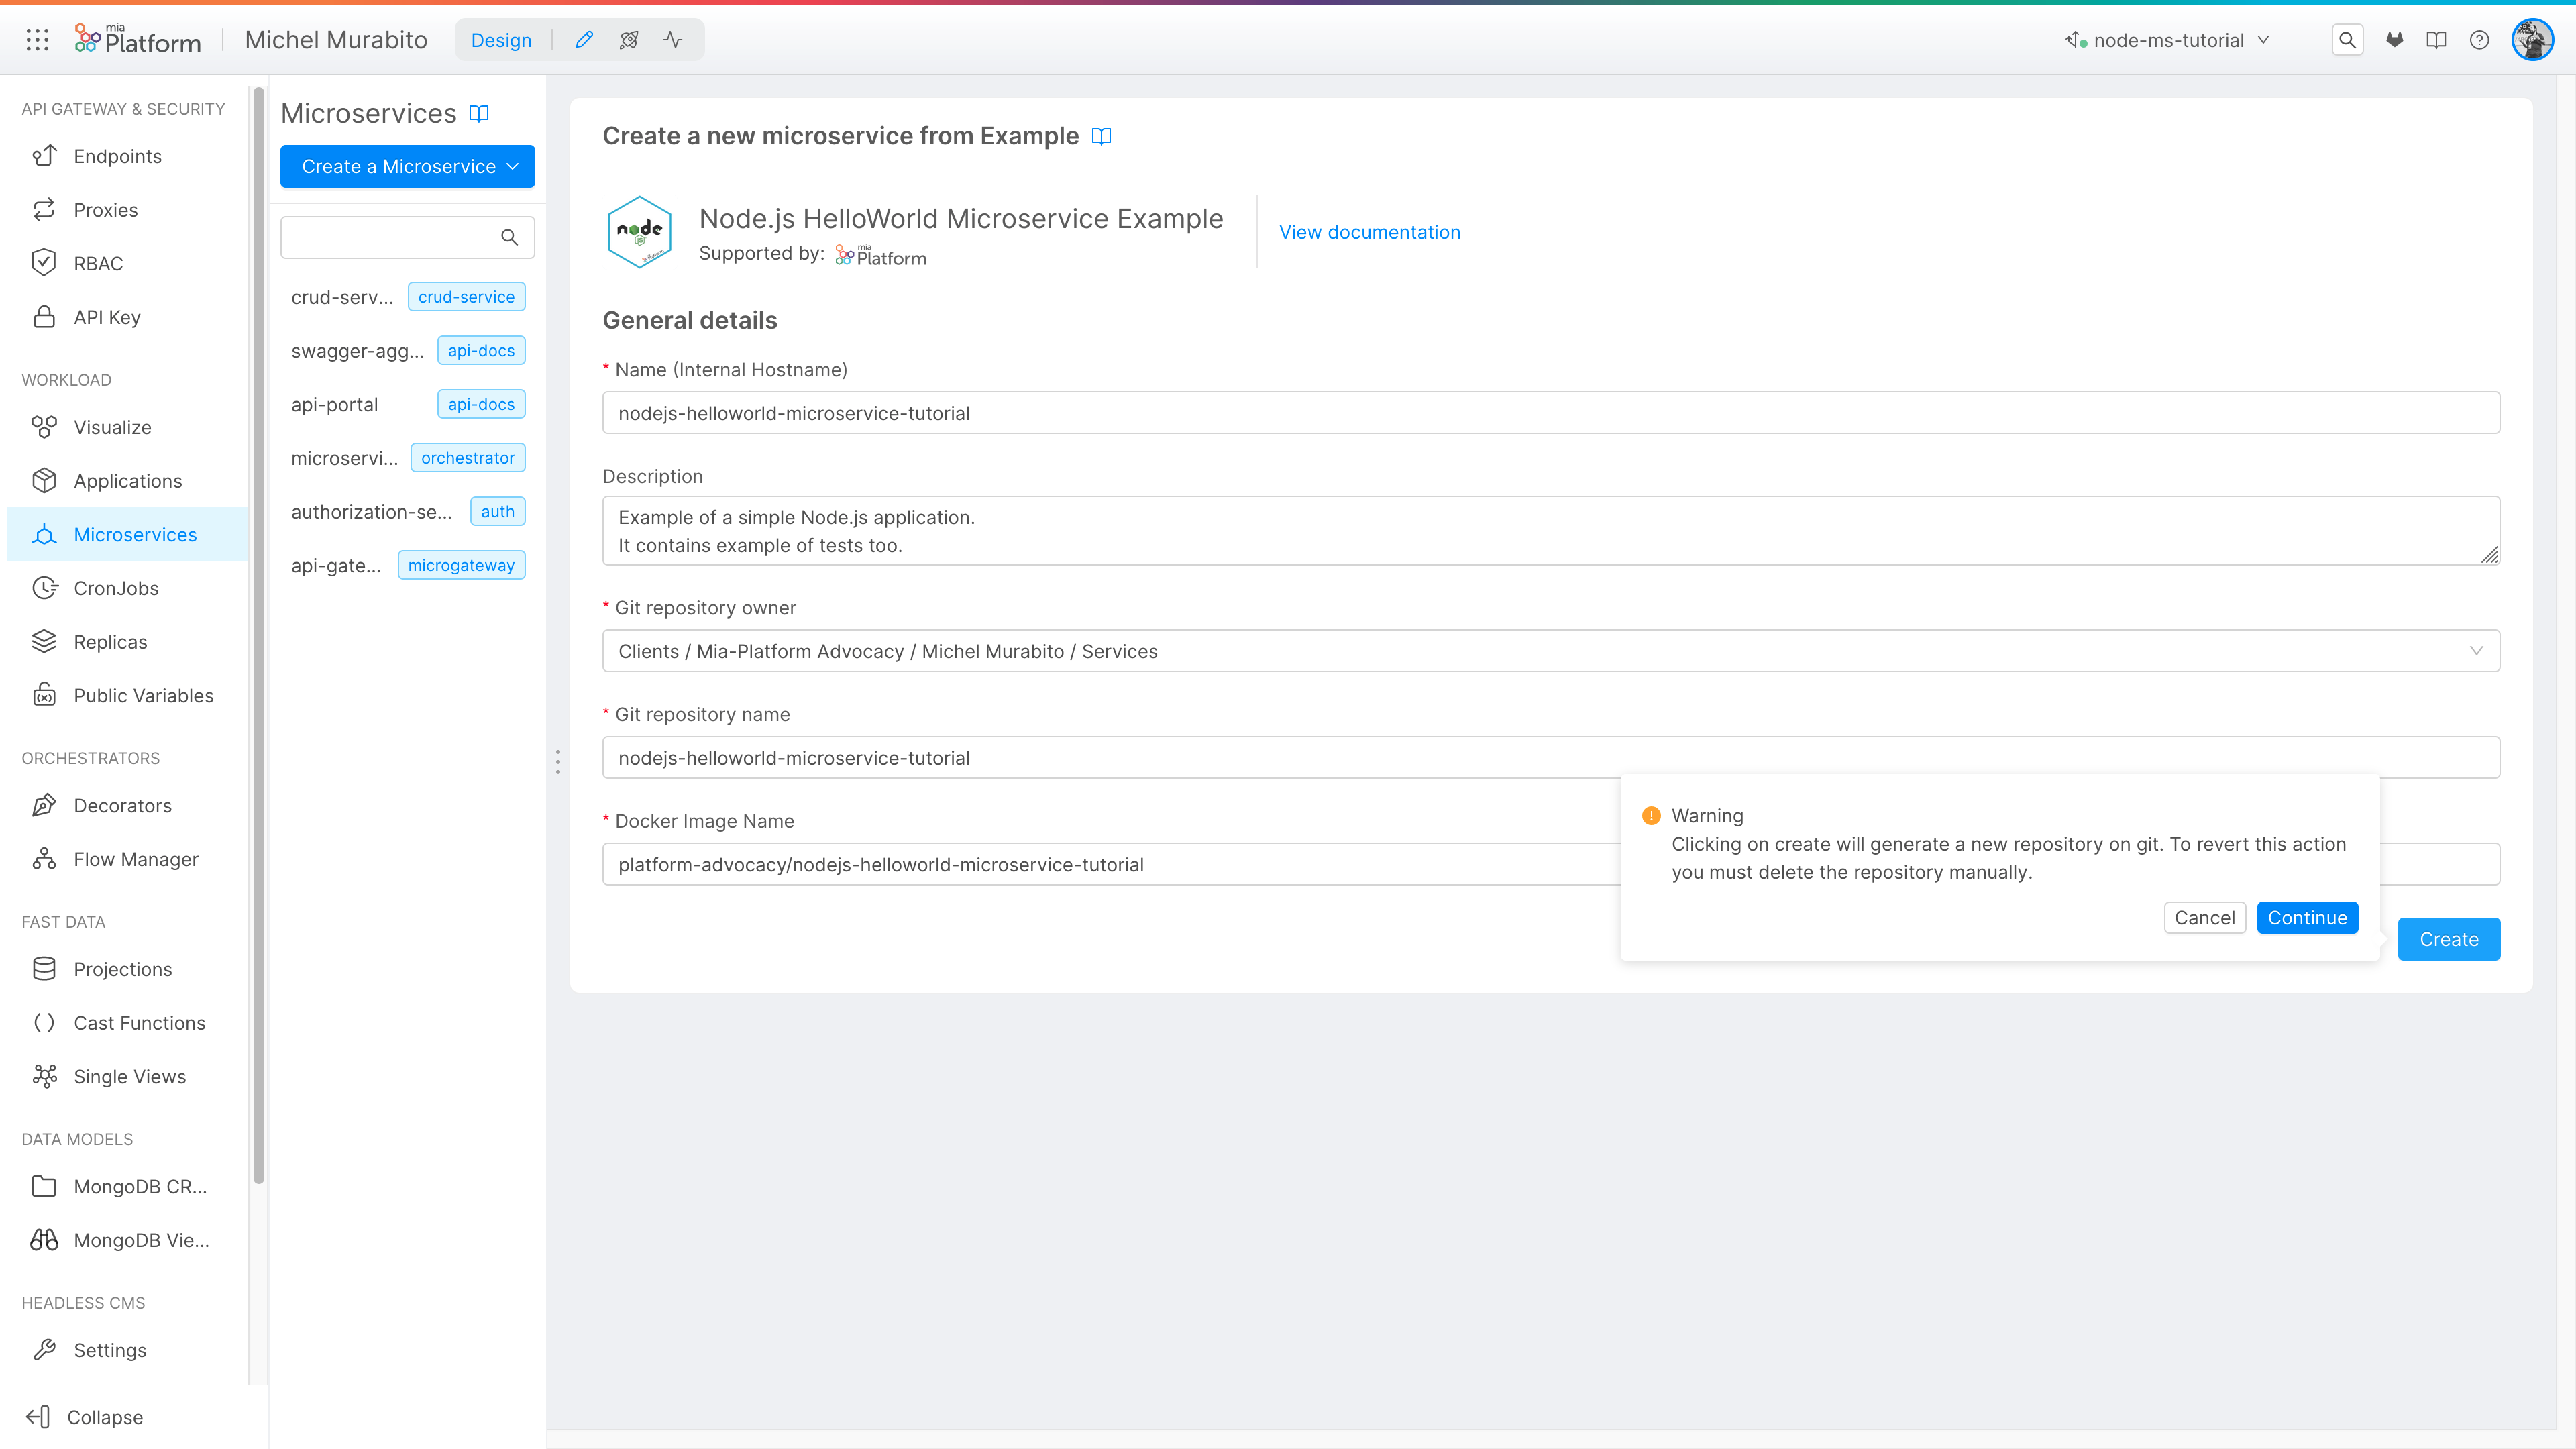 mia
Platform
Michel Murabito
Design
node-ms-tutorial
API GATEWAY & SECURITY
Endpoints
Proxies
RBAC
API Key
WORKLOAD
Visualize
Applications
Microservices
CronJobs
Replicas
Public Variables
ORCHESTRATORS
Decorators
Flow Manager
FAST DATA
Projections
Cast Functions
Single Views
DATA MODELS
MongoDB CR...
MongoDB Vie...
HEADLESS CMS
Settings
Collapse
Microservices
Create a Microservice
crud-serv... crud-service
swagger-agg... api-docs
api-portal api-docs
microservi... orchestrator
authorization-se... auth
api-gate... microgateway
Create a new microservice from Example
node
JS
Node.js HelloWorld Microservice Example
Supported by: mia Platform
View documentation
General details
* Name (Internal Hostname)
nodejs-helloworld-microservice-tutorial
Description
Example of a simple Node.js application.
It contains example of tests too.
* Git repository owner
Clients / Mia-Platform Advocacy / Michel Murabito / Services
* Git repository name
nodejs-helloworld-microservice-tutorial
* Docker Image Name
platform-advocacy/nodejs-helloworld-microservice-tutorial
Warning
Clicking on create will generate a new repository on git. To revert this action
you must delete the repository manually.
Cancel Continue
Create